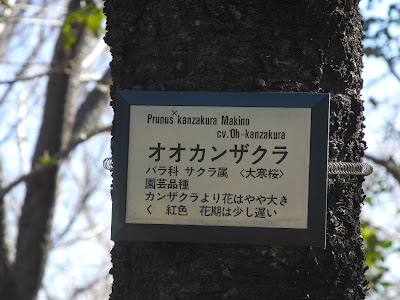 Prunus × kanzakura Makino
cv. Oh-kanzakura
オオカンザクラ
バラ科 サクラ属 〈大寒桜〉
園芸品種
カンザクラより花はやや大き
く 紅色 花期は少し遅い